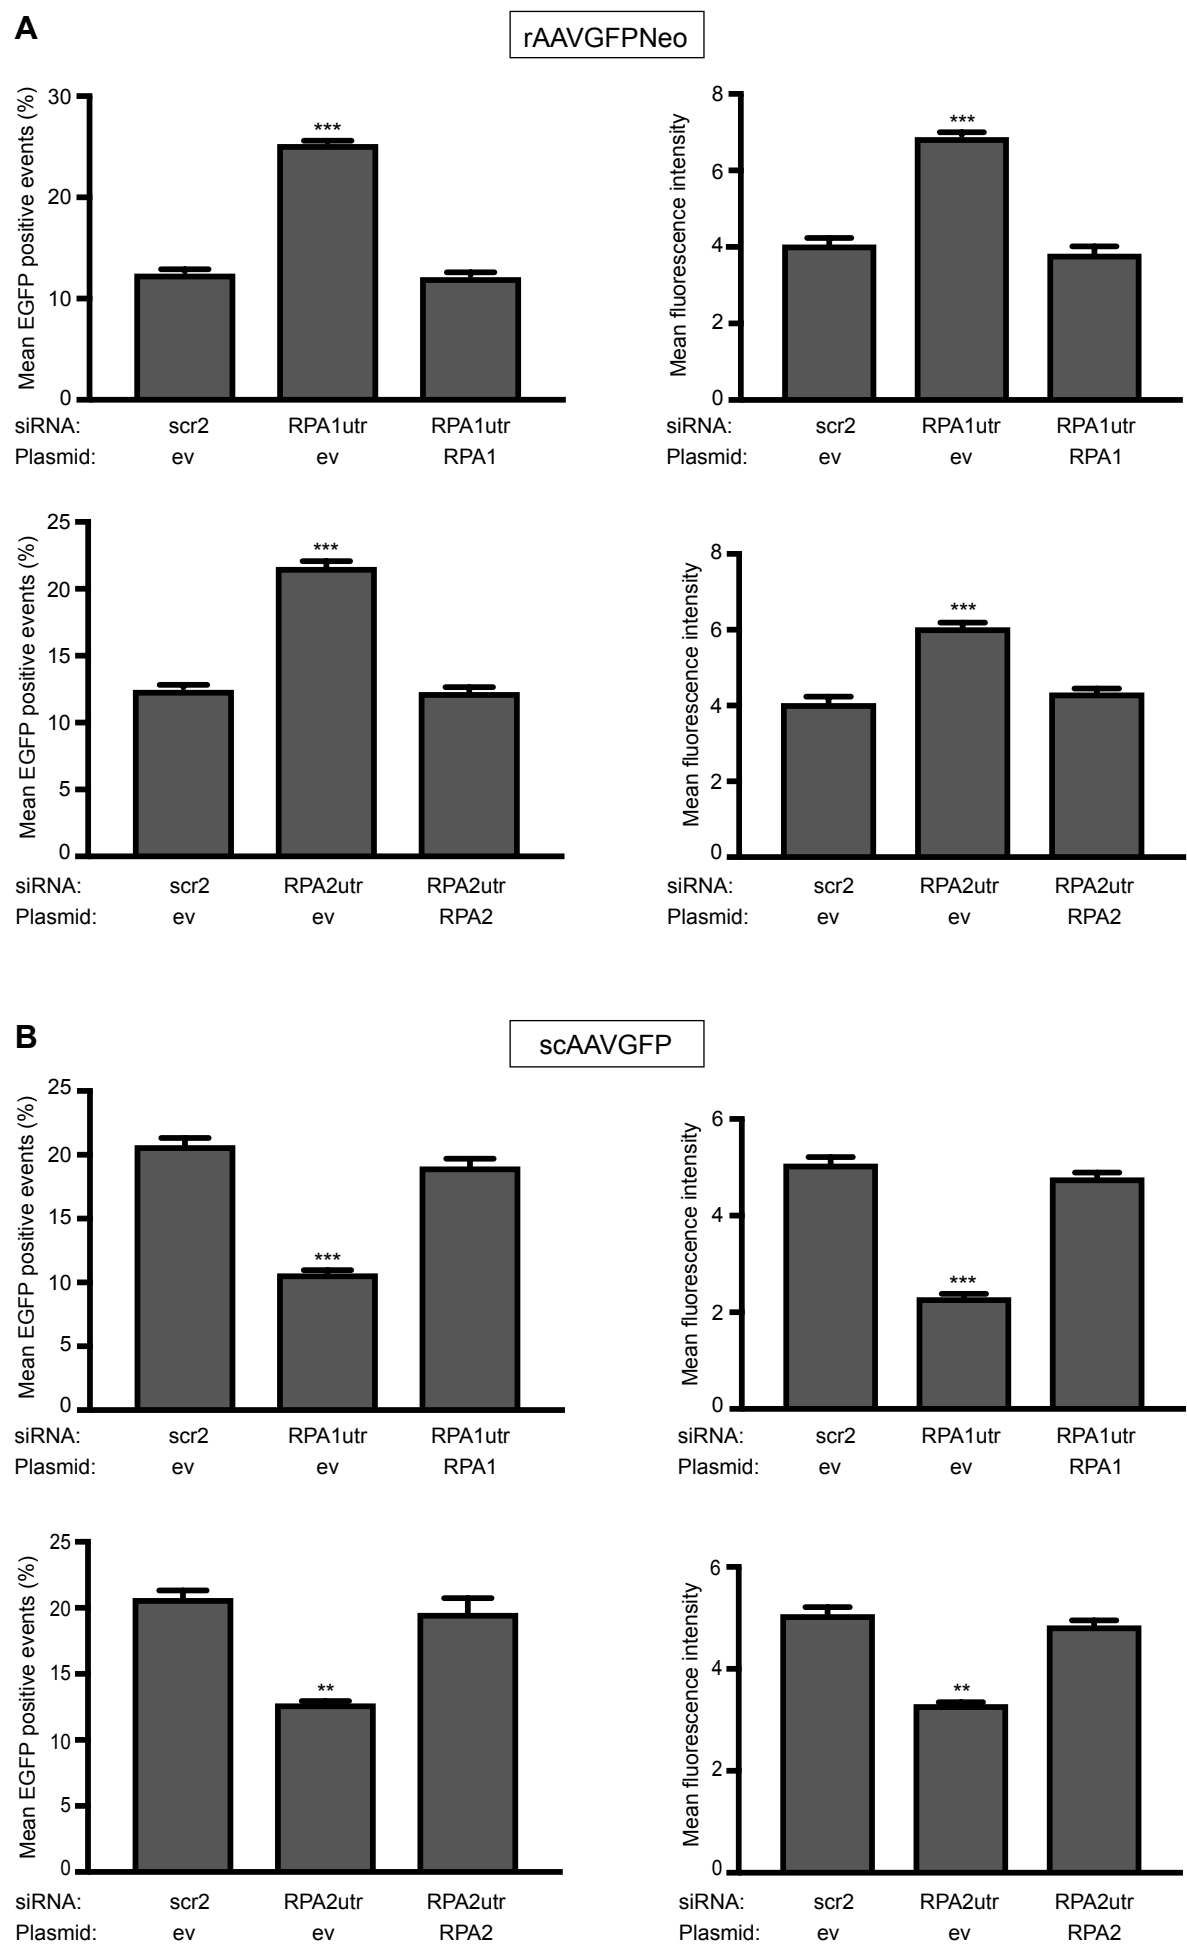 A
rAAVGFPNeo
Mean EGFP positive events (%)
30
20
10
0
***
siRNA: scr2 RPA1utr RPA1utr
Plasmid: ev ev RPA1
Mean fluorescence intensity
8
6
4
2
0
***
siRNA: scr2 RPA1utr RPA1utr
Plasmid: ev ev RPA1
Mean EGFP positive events (%)
25
20
15
10
5
0
***
siRNA: scr2 RPA2utr RPA2utr
Plasmid: ev ev RPA2
Mean fluorescence intensity
8
6
4
2
0
***
siRNA: scr2 RPA2utr RPA2utr
Plasmid: ev ev RPA2
B
scAAVGFP
Mean EGFP positive events (%)
25
20
15
10
5
0
***
siRNA: scr2 RPA1utr RPA1utr
Plasmid: ev ev RPA1
Mean fluorescence intensity
6
4
2
0
***
siRNA: scr2 RPA1utr RPA1utr
Plasmid: ev ev RPA1
Mean EGFP positive events (%)
25
20
15
10
5
0
**
siRNA: scr2 RPA2utr RPA2utr
Plasmid: ev ev RPA2
Mean fluorescence intensity
6
4
2
0
**
siRNA: scr2 RPA2utr RPA2utr
Plasmid: ev ev RPA2